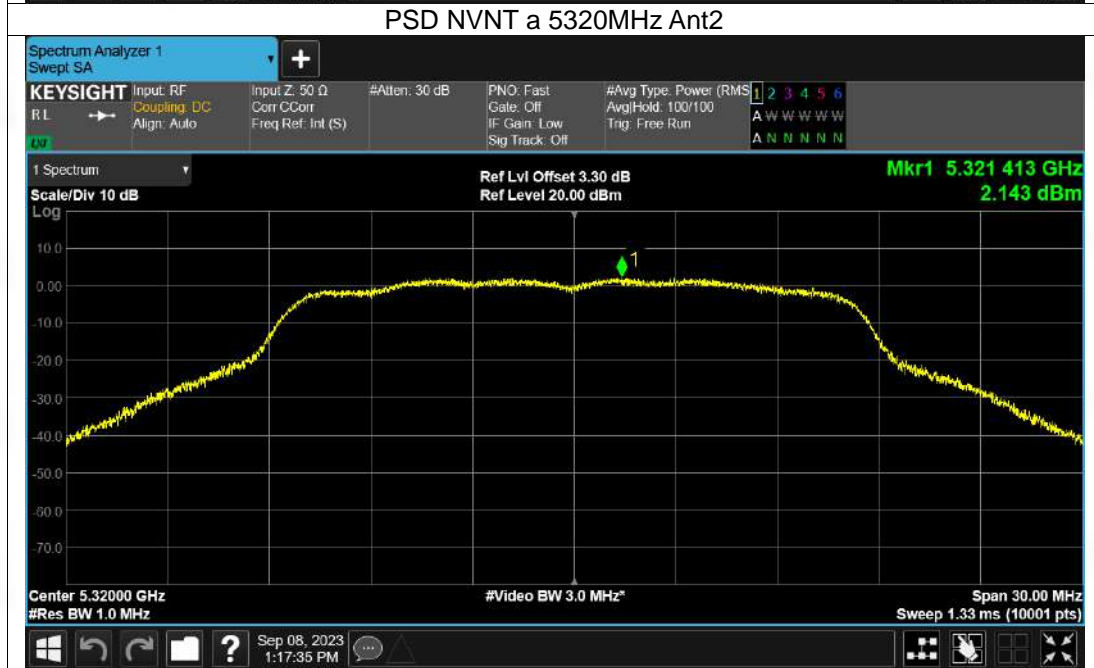 PSD NVNT a 5320MHz Ant2
Spectrum Analyzer 1
Swept SA
+
KEYSIGHT
RL
Input: RF
Coupling: DC
Align: Auto
Input Z: 50 Ω
Corr CCorr
Freq Ref: Int (S)
#Atten: 30 dB
PNO: Fast
Gate: Off
IF Gain: Low
Sig Track: Off
#Avg Type: Power (RMS
Avg|Hold: 100/100
Trig: Free Run
1 2 3 4 5 6
A W W W W W
A N N N N N
1 Spectrum
Scale/Div 10 dB
Log
Ref Lvl Offset 3.30 dB
Ref Level 20.00 dBm
Mkr1 5.321 413 GHz
2.143 dBm
1
10.0
0.00
-10.0
-20.0
-30.0
-40.0
-50.0
-60.0
-70.0
Center 5.32000 GHz
#Res BW 1.0 MHz
#Video BW 3.0 MHz*
Span 30.00 MHz
Sweep 1.33 ms (10001 pts)
?
Sep 08, 2023
1:17:35 PM